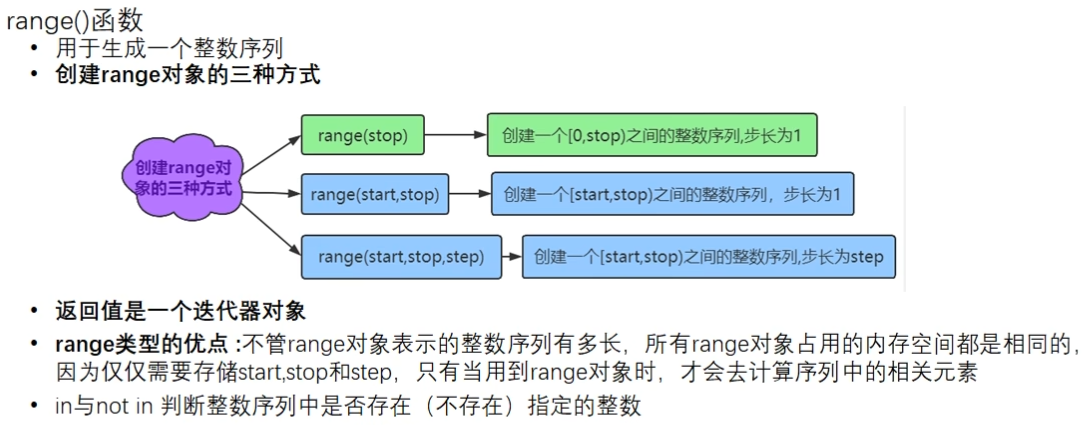 range()函数
• 用于生成一个整数序列
• 创建range对象的三种方式
创建range对
象的三种方式
range(stop)
创建一个[0,stop)之间的整数序列,步长为1
range(start,stop)
创建一个[start,stop)之间的整数序列，步长为1
range(start,stop,step)
创建一个[start,stop)之间的整数序列,步长为step
• 返回值是一个迭代器对象
• range类型的优点 :不管range对象表示的整数序列有多长，所有range对象占用的内存空间都是相同的，
因为仅仅需要存储start,stop和step，只有当用到range对象时，才会去计算序列中的相关元素
• in与not in 判断整数序列中是否存在（不存在）指定的整数